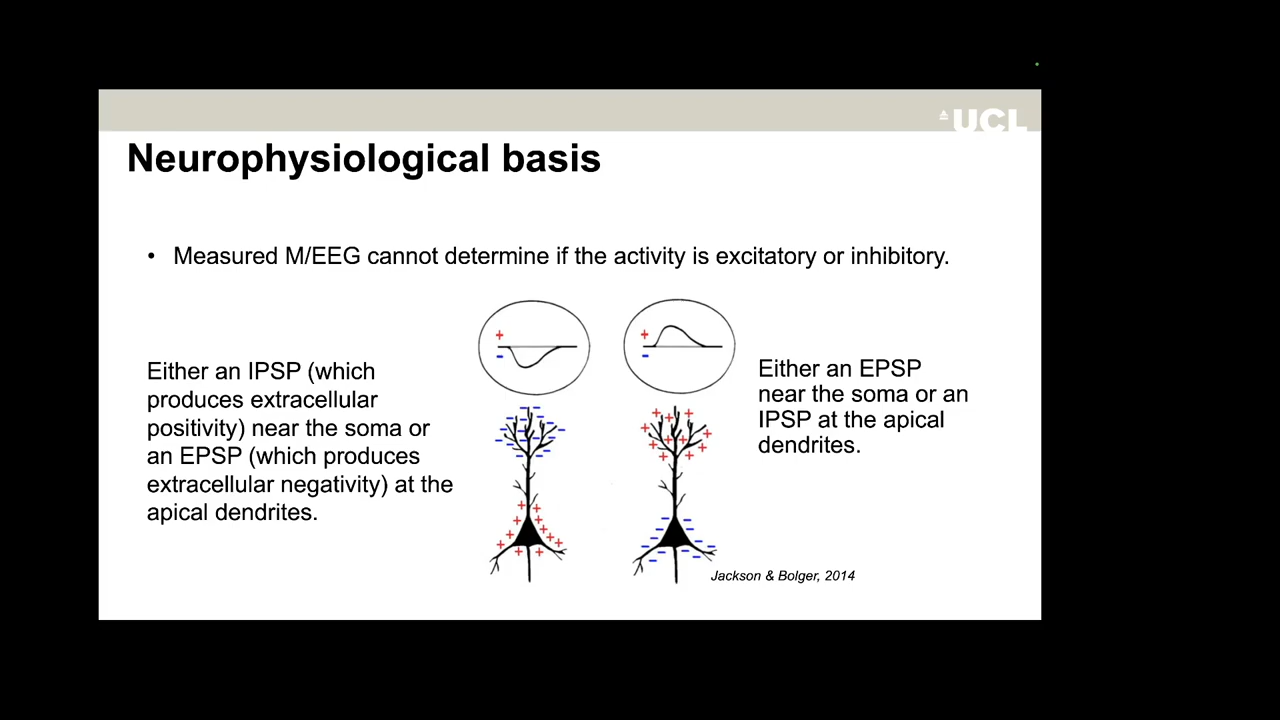 UCL
Neurophysiological basis
• Measured M/EEG cannot determine if the activity is excitatory or inhibitory.
Either an IPSP (which
produces extracellular
positivity) near the soma or
an EPSP (which produces
extracellular negativity) at the
apical dendrites.
Either an EPSP
near the soma or an
IPSP at the apical
dendrites.
Jackson & Bolger, 2014